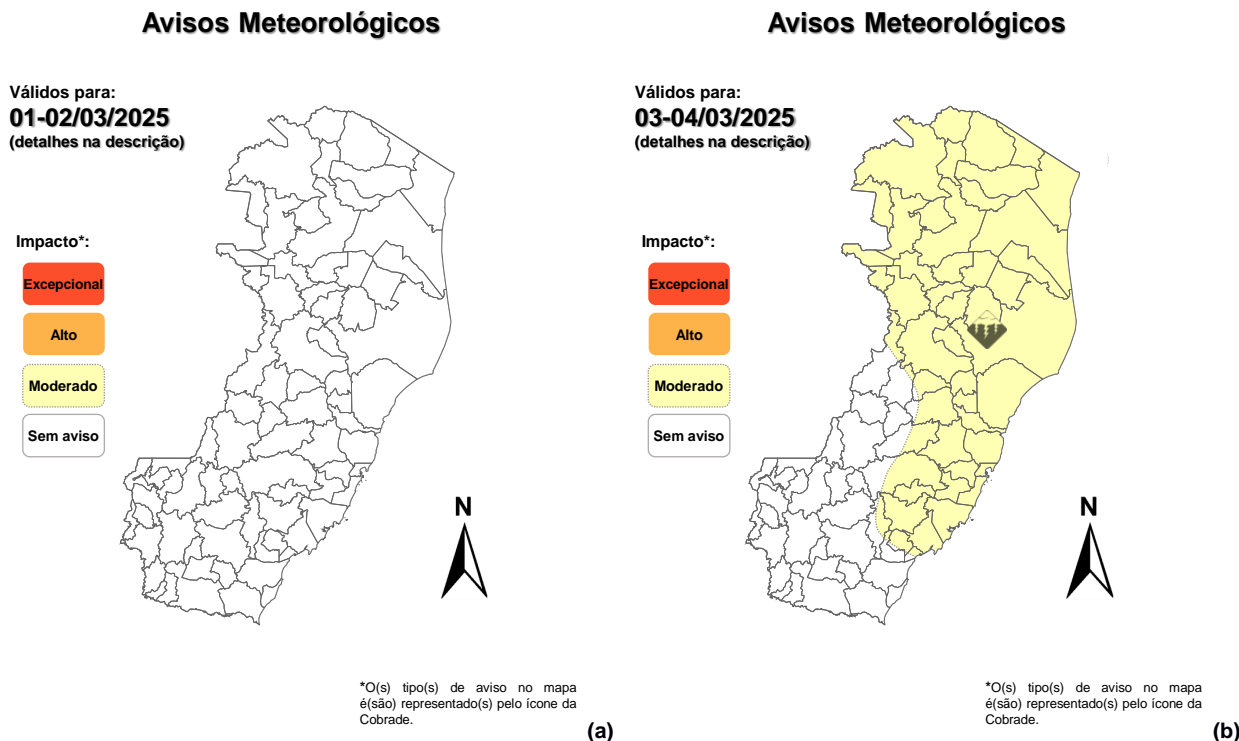 Avisos Meteorológicos
Válidos para:
01-02/03/2025
(detalhes na descrição)
Impacto*:
Excepcional
Alto
Moderado
Sem aviso
N
*O(s) tipo(s) de aviso no mapa
é(são) representado(s) pelo ícone da
Cobrade.
(a)
Avisos Meteorológicos
Válidos para:
03-04/03/2025
(detalhes na descrição)
Impacto*:
Excepcional
Alto
Moderado
Sem aviso
N
*O(s) tipo(s) de aviso no mapa
é(são) representado(s) pelo ícone da
Cobrade.
(b)